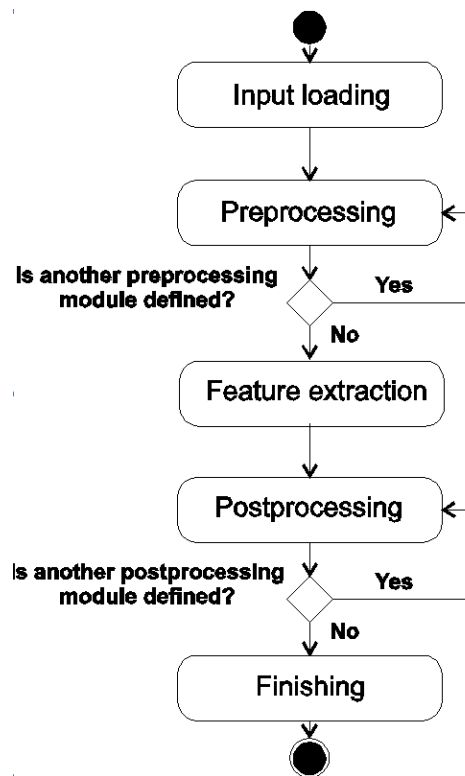 Input loading
Preprocessing
Is another preprocessing
module defined?
Yes
No
Feature extraction
Postprocessing
Is another postprocessing
module defined?
Yes
No
Finishing